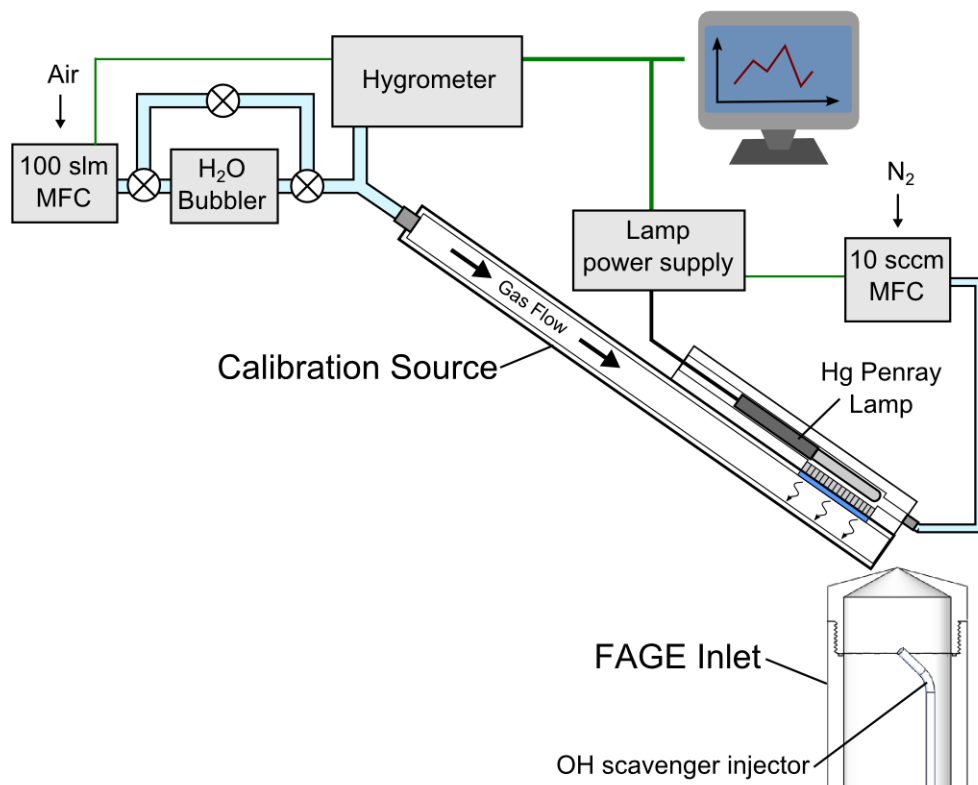 Air
100 slm
MFC
H₂O
Bubbler
Hygrometer
Lamp
power supply
N₂
10 sccm
MFC
Gas Flow
Calibration Source
Hg Penray
Lamp
FAGE Inlet
OH scavenger injector